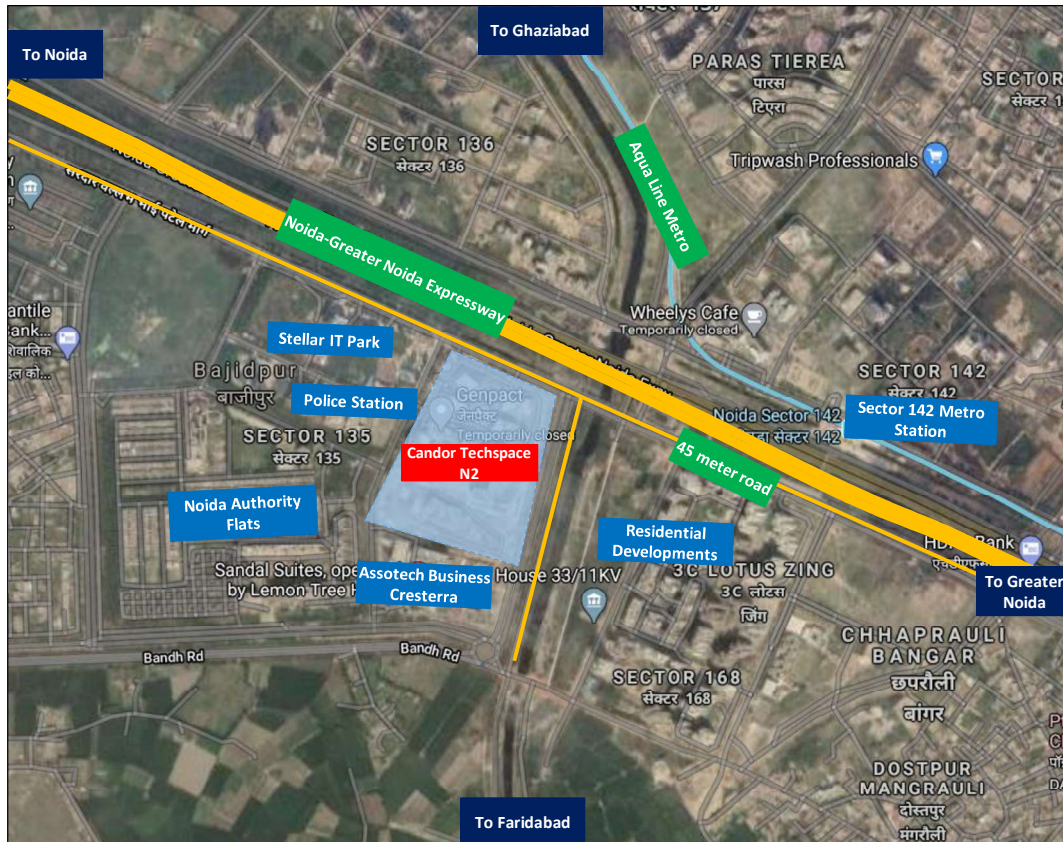 To Noida
To Ghaziabad
PARAS TIEREA
पारस
टिएरा
SECTOR 136
सेक्टर 136
Tripwash Professionals
Aqua Line Metro
Noida-Greater Noida Expressway
Wheelys Cafe
Temporarily closed
Stellar IT Park
Bajidpur
बाजीपुर
Genpact
जेनपैक्ट
Temporarily closed
Police Station
SECTOR 142
सेक्टर 142
Noida Sector 142
सेक्टर 142
Sector 142 Metro
Station
SECTOR 135
सेक्टर 135
Candor Techspace
N2
45 meter road
Noida Authority
Flats
Residential
Developments
Bank
Sandal Suites,
by Lemon Tree
Assotech Business
Cresterra
House 33/11KV
3C LOTUS ZING
3C लोटस
जिंग
To Greater
Noida
Bandh Rd
Bandh Rd
CHHAPRAULI
BANGAR
छपरौली
बांगर
SECTOR 168
सेक्टर 168
DOSTPUR
MANGRAULI
दोस्तपुर
मंगरौली
To Faridabad